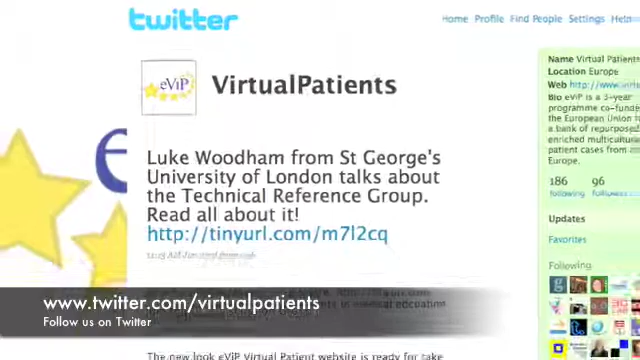 twitter
Home Profile Find People Settings Help
eViP
VirtualPatients
Name Virtual Patients
Location Europe
Web http://www.
Bio eViP is a 3-year
programme co-funde
the European Union to
a bank of repurposed
enriched multicultural
patient cases from
Europe.
Luke Woodham from St George's
University of London talks about
the Technical Reference Group.
Read all about it!
http://tinyurl.com/m7l2cq
186 96
following followers
Updates
Favorites
Following
www.twitter.com/virtualpatients
Follow us on Twitter
The new look eViP Virtual Patient website is ready for take